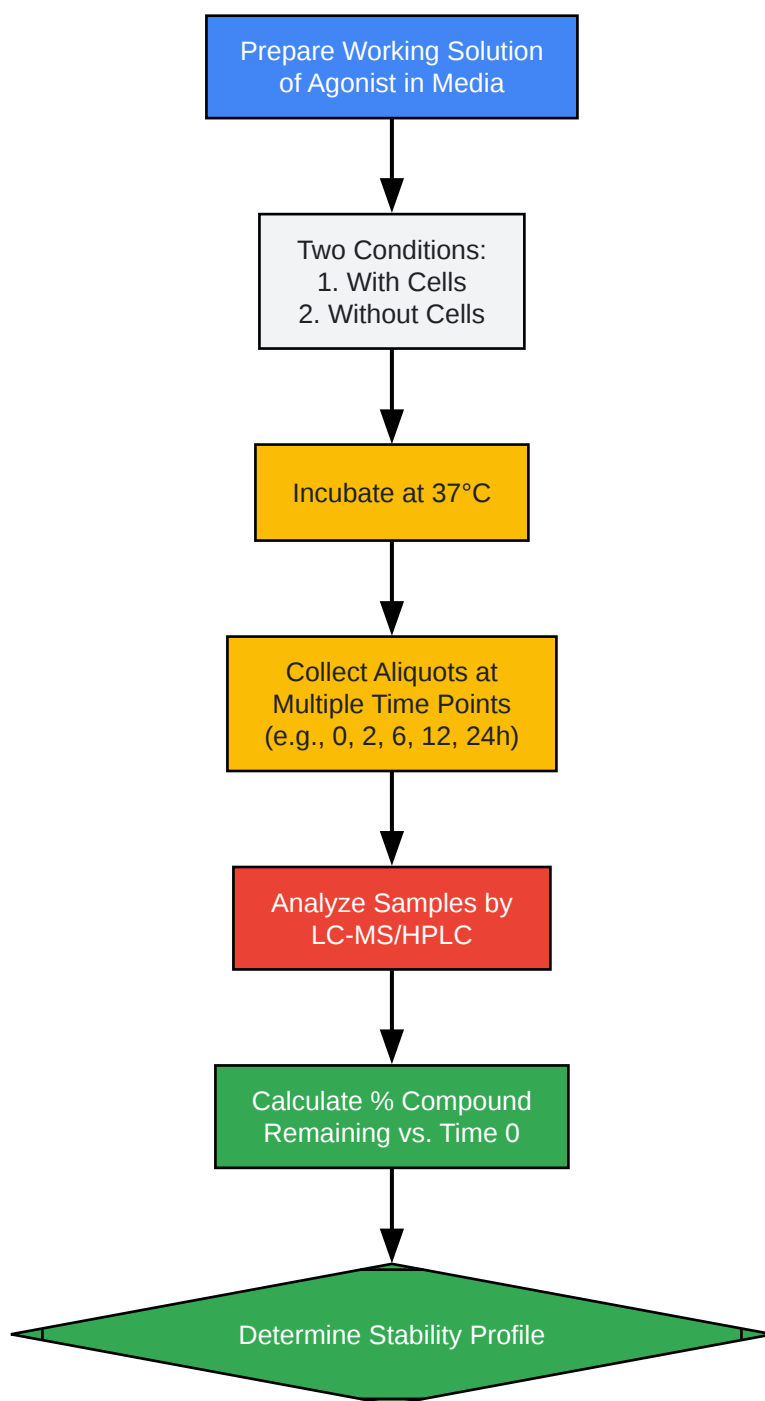 Prepare Working Solution
of Agonist in Media
Two Conditions:
1. With Cells
2. Without Cells
Incubate at 37°C
Collect Aliquots at
Multiple Time Points
(e.g., 0, 2, 6, 12, 24h)
Analyze Samples by
LC-MS/HPLC
Calculate % Compound
Remaining vs. Time 0
Determine Stability Profile